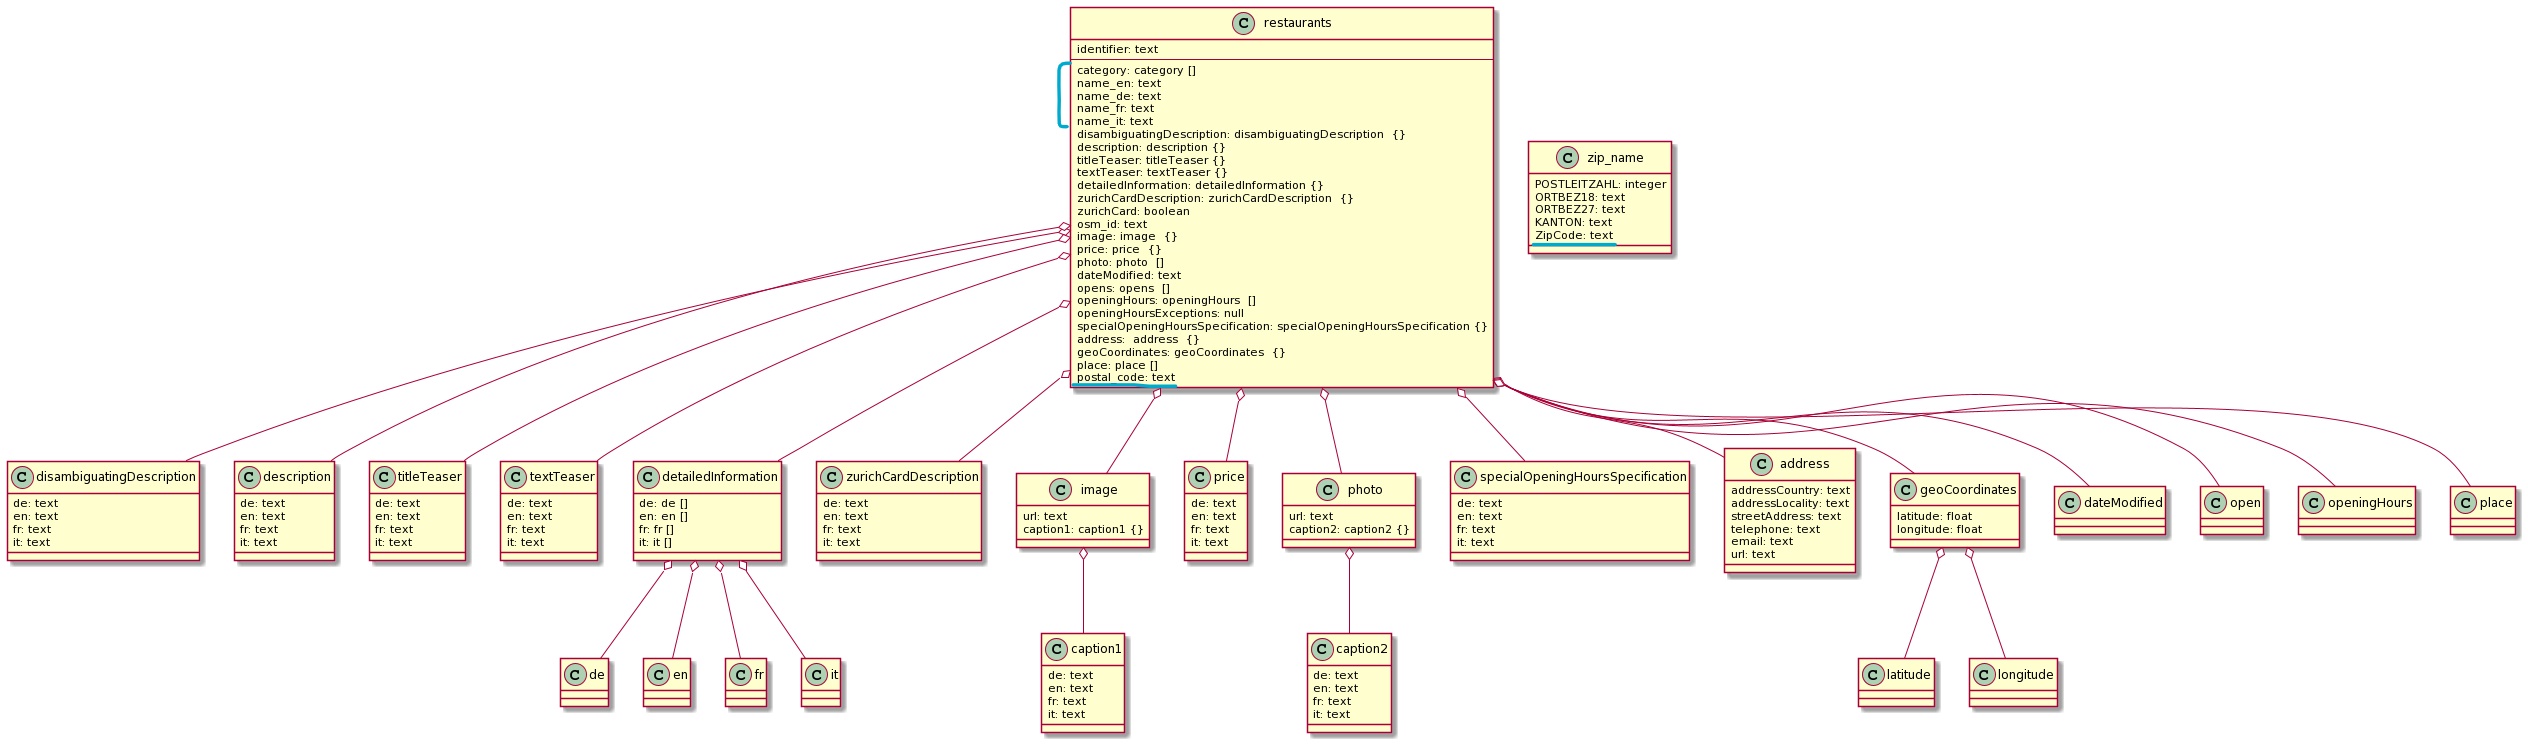 C restaurants
identifier: text
category: category []
name_en: text
name_de: text
name_fr: text
name_it: text
disambiguatingDescription: disambiguatingDescription {}
description: description {}
titleTeaser: titleTeaser {}
textTeaser: textTeaser {}
detailedInformation: detailedInformation {}
zurichCardDescription: zurichCardDescription {}
zurichCard: boolean
osm_id: text
image: image {}
price: price {}
photo: photo []
dateModified: text
opens: opens []
openingHours: openingHours []
openingHoursExceptions: null
specialOpeningHoursSpecification: specialOpeningHoursSpecification {}
address: address {}
geoCoordinates: geoCoordinates {}
place: place []
postal_code: text
C zip_name
POSTLEITZAHL: integer
ORTBEZ18: text
ORTBEZ27: text
KANTON: text
ZipCode: text
C disambiguatingDescription
de: text
en: text
fr: text
it: text
C description
de: text
en: text
fr: text
it: text
C titleTeaser
de: text
en: text
fr: text
it: text
C textTeaser
de: text
en: text
fr: text
it: text
C detailedInformation
de: de []
en: en []
fr: fr []
it: it []
C zurichCardDescription
de: text
en: text
fr: text
it: text
C image
url: text
caption1: caption1 {}
C price
de: text
en: text
fr: text
it: text
C photo
url: text
caption2: caption2 {}
C specialOpeningHoursSpecification
de: text
en: text
fr: text
it: text
C address
addressCountry: text
addressLocality: text
streetAddress: text
telephone: text
email: text
url: text
C geoCoordinates
latitude: float
longitude: float
C dateModified
C open
C openingHours
C place
C de
C en
C fr
C it
C caption1
de: text
en: text
fr: text
it: text
C caption2
de: text
en: text
fr: text
it: text
C latitude
C longitude